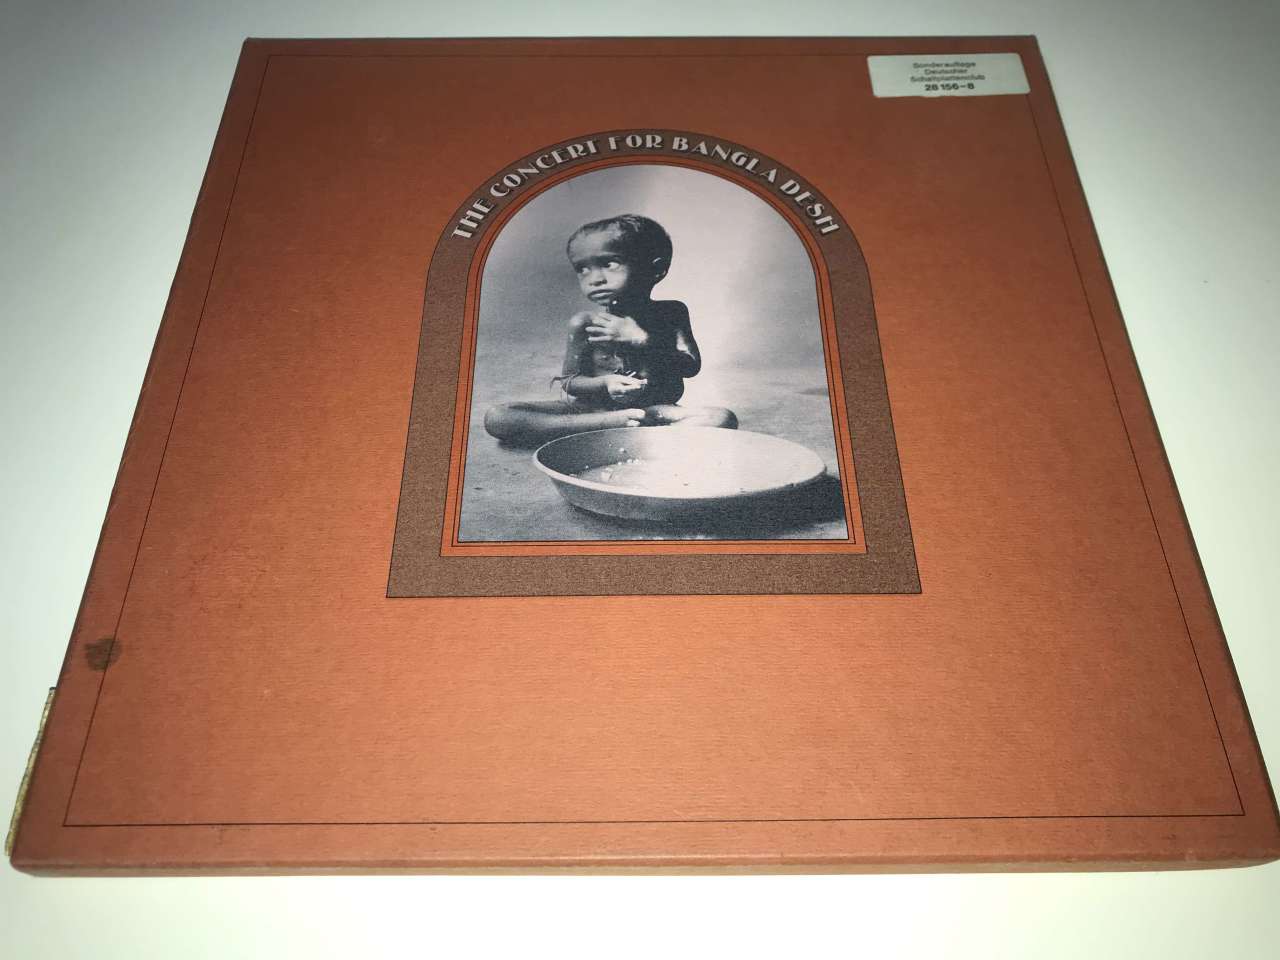 Sonderauflage
Deutscher
Schallplattenclub
28 156-8
THE CONCERT FOR BANGLA DESH